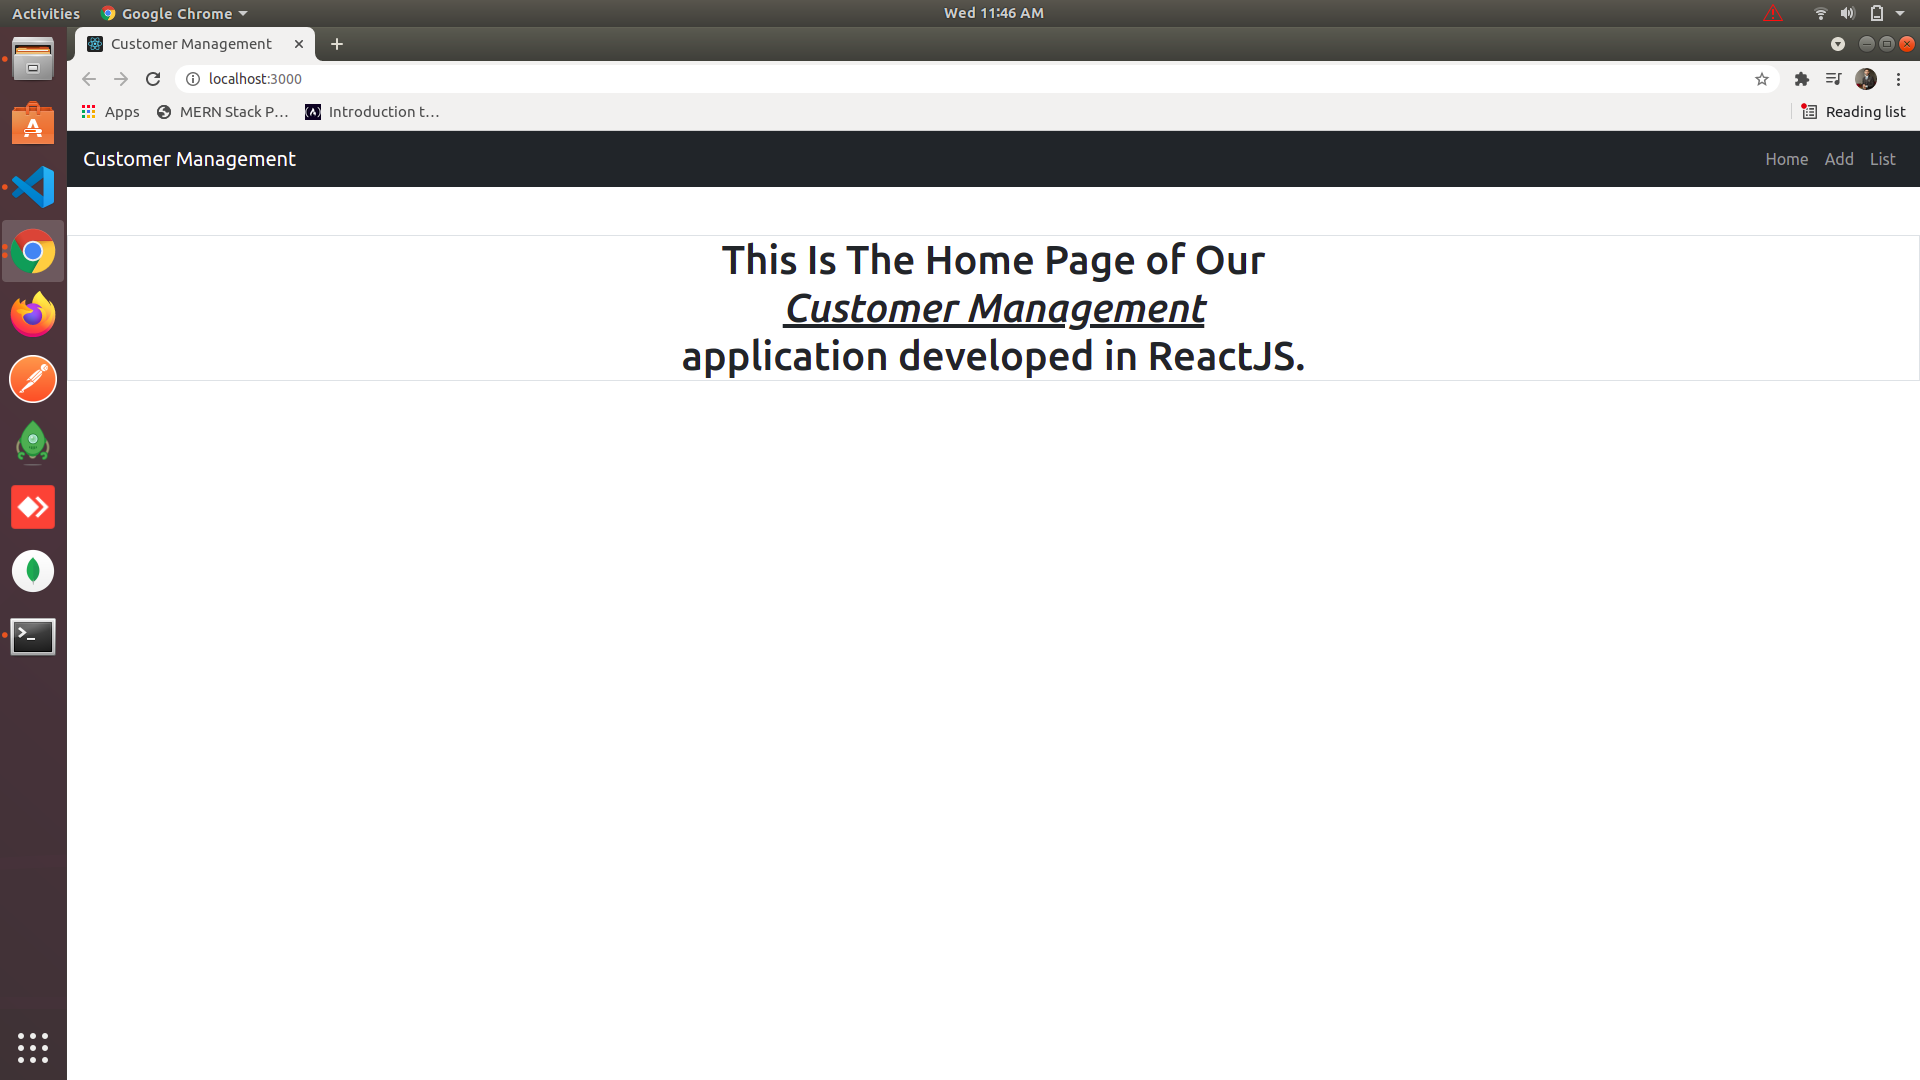 Activities
Google Chrome
Wed 11:46 AM
Customer Management
localhost:3000
Apps
MERN Stack P…
Introduction t…
Reading list
Customer Management
Home Add List
This Is The Home Page of Our
Customer Management
application developed in ReactJS.